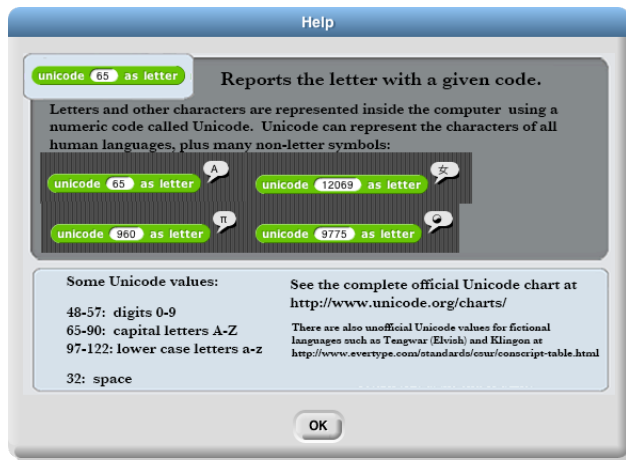 Help
unicode 65 as letter
Reports the letter with a given code.
Letters and other characters are represented inside the computer using a
numeric code called Unicode. Unicode can represent the characters of all
human languages, plus many non-letter symbols:
unicode 65 as letter A
unicode 12069 as letter 女
unicode 960 as letter π
unicode 9775 as letter ☯
Some Unicode values:
48-57: digits 0-9
65-90: capital letters A-Z
97-122: lower case letters a-z
32: space
See the complete official Unicode chart at
http://www.unicode.org/charts/
There are also unofficial Unicode values for fictional
languages such as Tengwar (Elvish) and Klingon at
http://www.evertype.com/standards/csur/conscript-table.html
OK